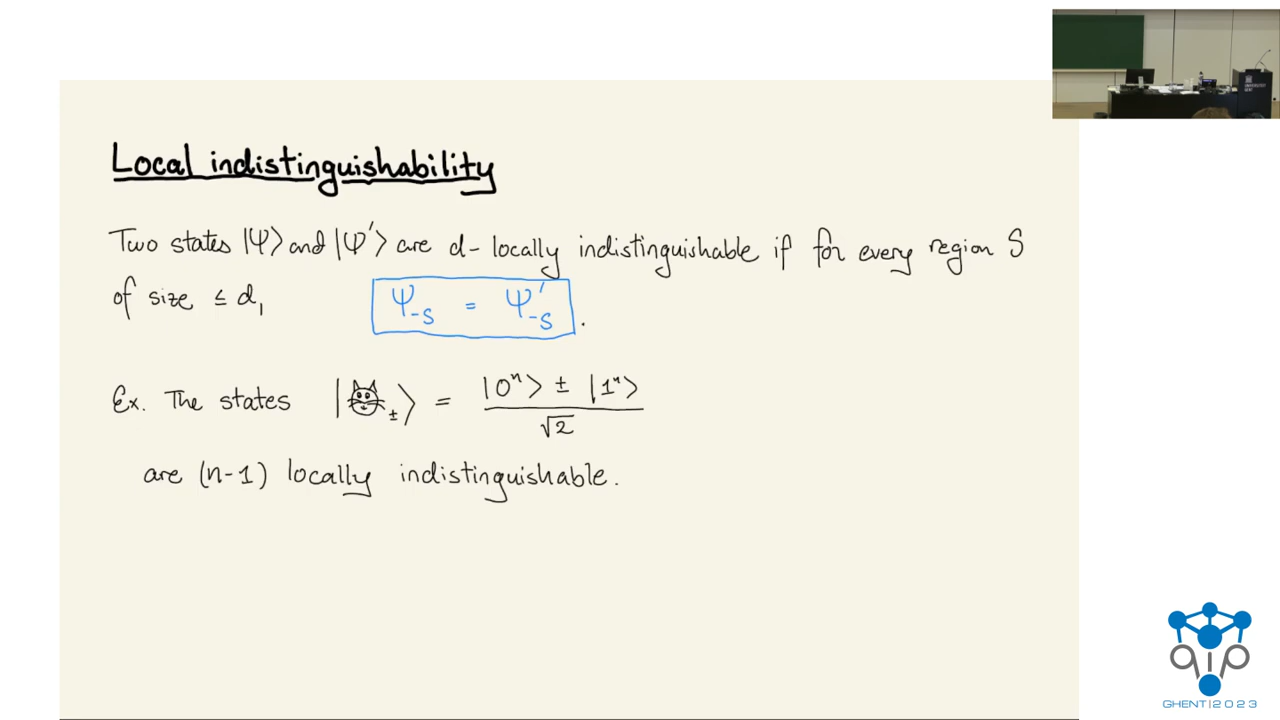 Local indistinguishability
Two states |Ψ⟩ and |Ψ'⟩ are d-locally indistinguishable if for every region S
of size ≤ d,
Ψ₋S = Ψ'₋S .
Ex. The states | ±⟩ = |0ⁿ⟩ ± |1ⁿ⟩
√2
are (n-1) locally indistinguishable.
qip
GHENT|2023